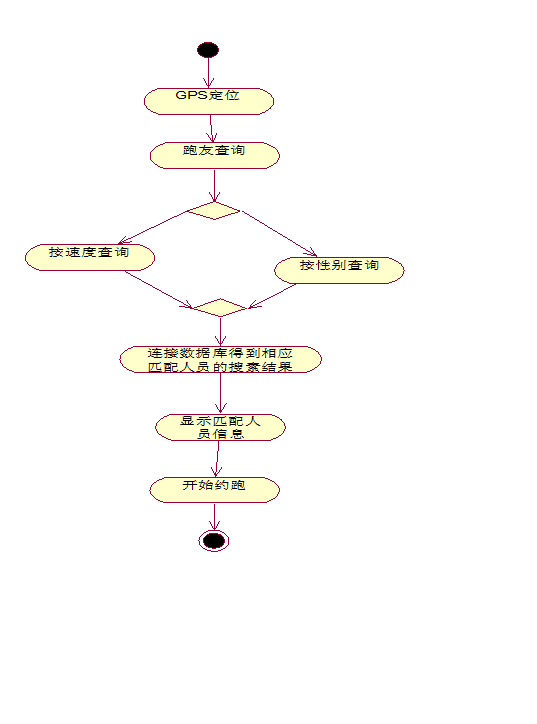 GPS定位
跑友查询
按速度查询
按性别查询
连接数据库得到相应
匹配人员的搜索结果
显示匹配人
员信息
开始约跑